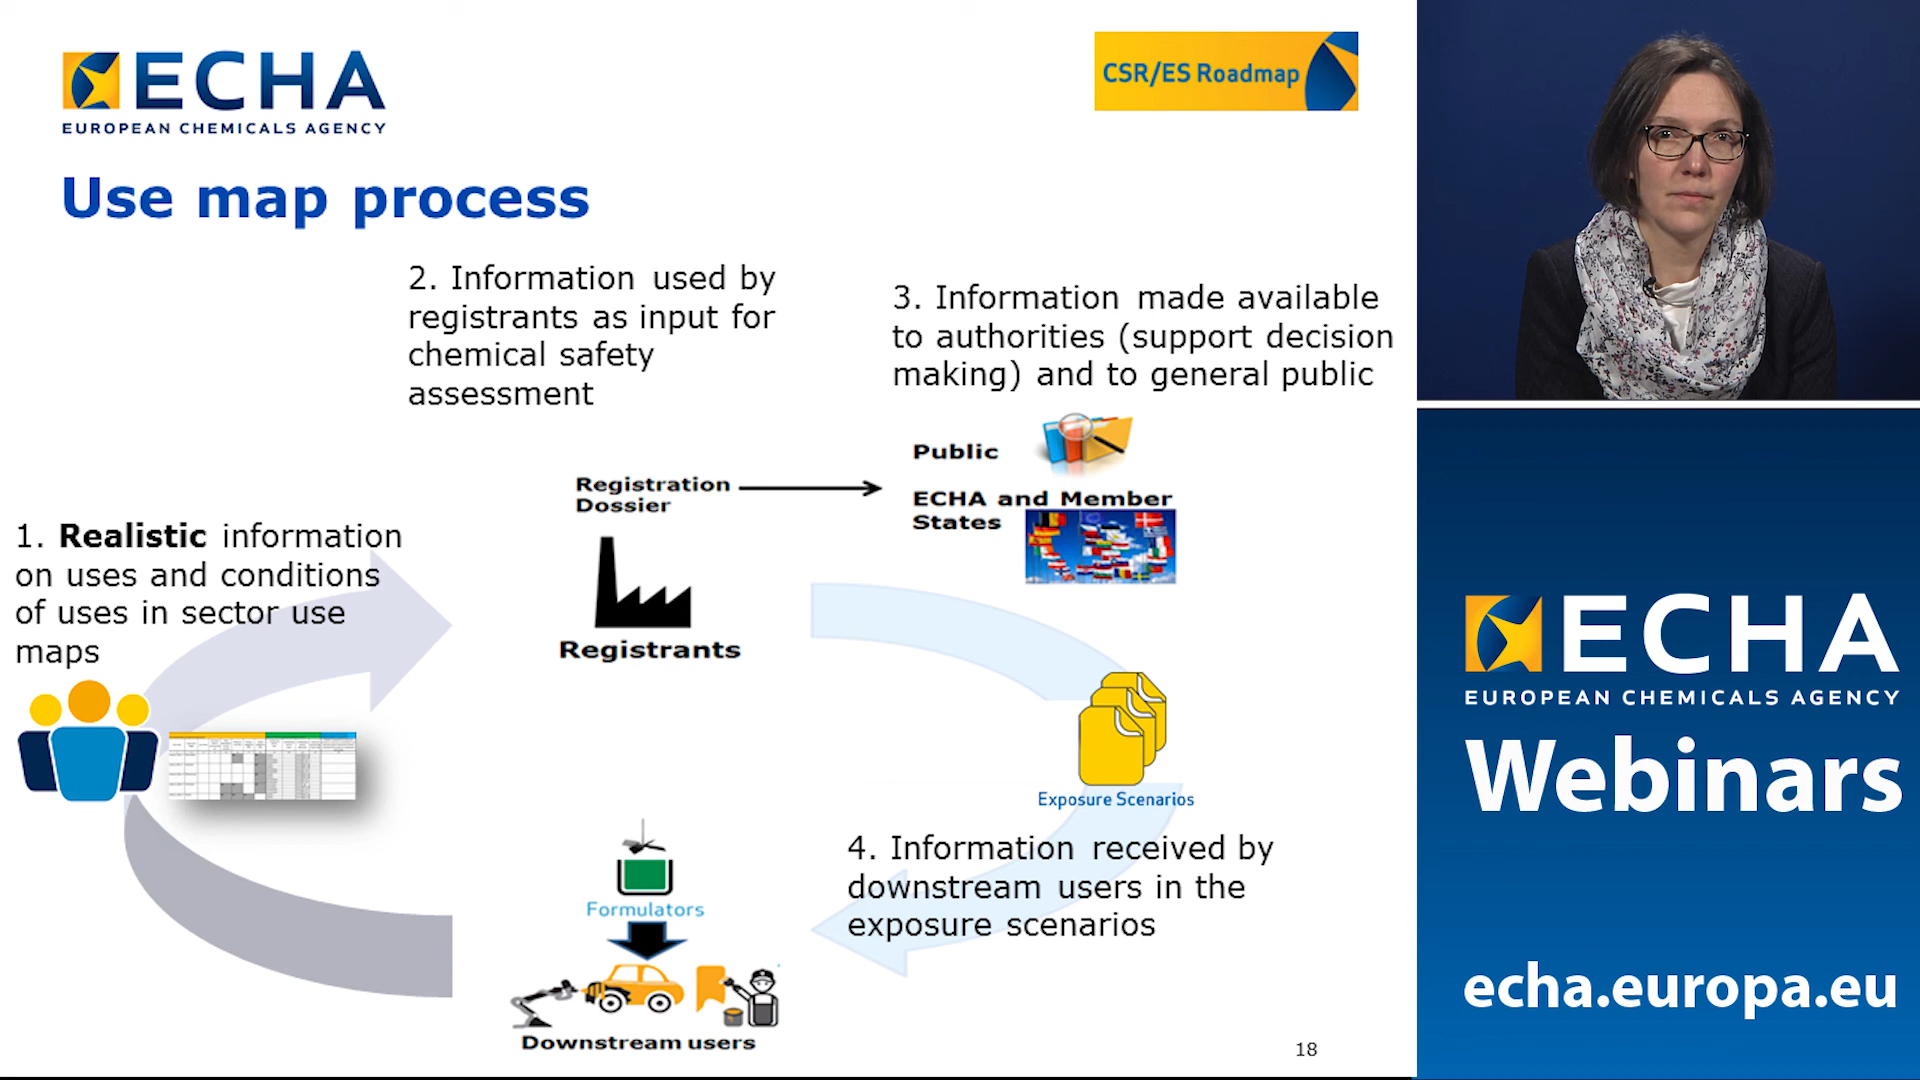 ECHA
EUROPEAN CHEMICALS AGENCY
CSR/ES Roadmap
Use map process
2. Information used by
registrants as input for
chemical safety
assessment
3. Information made available
to authorities (support decision
making) and to general public
Public
Registration
Dossier
ECHA and Member
States
1. Realistic information
on uses and conditions
of uses in sector use
maps
Registrants
Exposure Scenarios
4. Information received by
downstream users in the
exposure scenarios
Formulators
Downstream users
18
ECHA
EUROPEAN CHEMICALS AGENCY
Webinars
echa.europa.eu